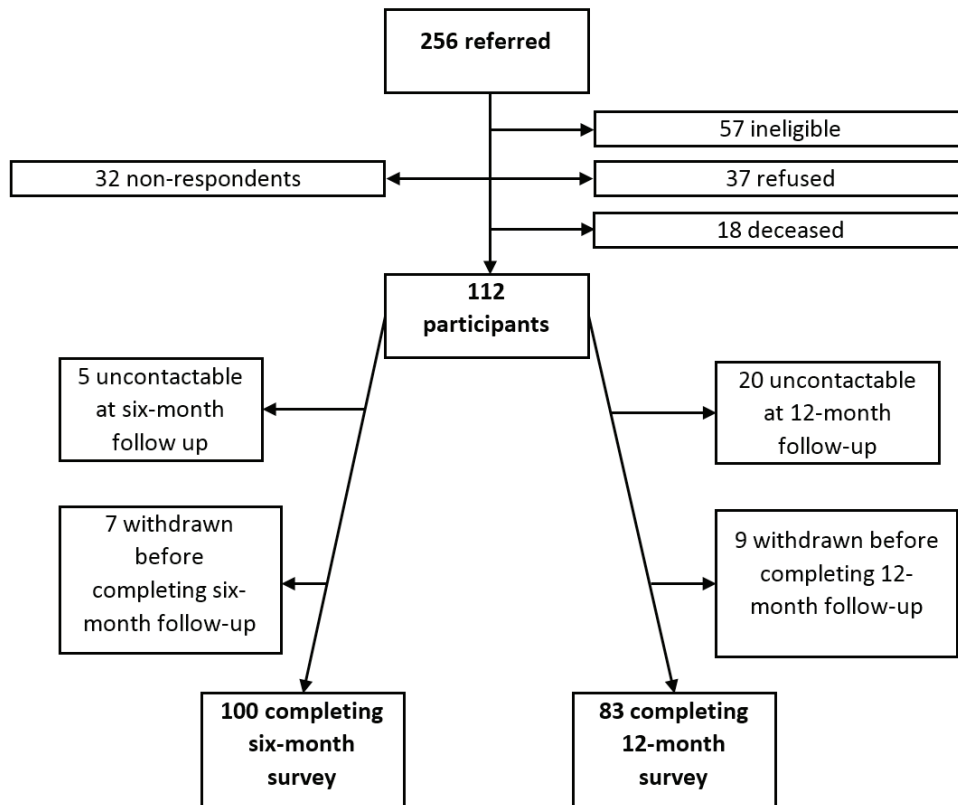 256 referred
57 ineligible
32 non-respondents
37 refused
18 deceased
112
participants
5 uncontactable
at six-month
follow up
20 uncontactable
at 12-month
follow-up
7 withdrawn
before
completing six-
month follow-up
9 withdrawn before
completing 12-
month follow-up
100 completing
six-month
survey
83 completing
12-month
survey